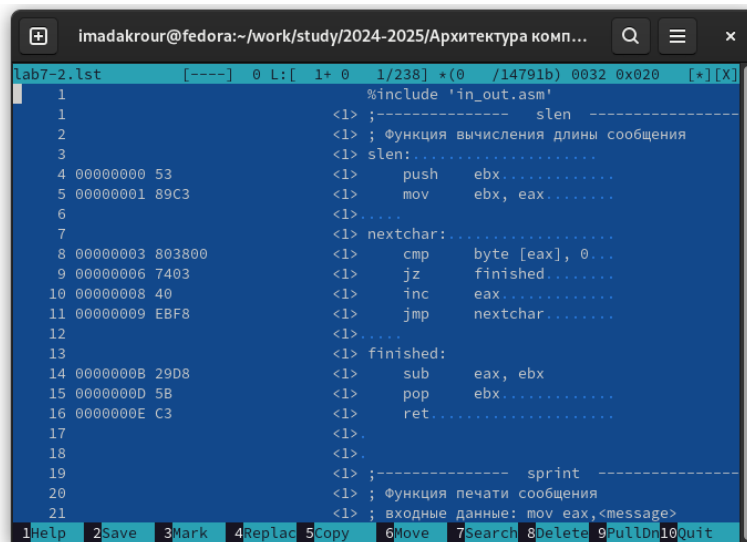 imadakrour@fedora:~/work/study/2024-2025/Архитектура комп...
lab7-2.lst [----] 0 L:[ 1+ 0 1/238] *(0 /14791b) 0032 0x020 [*][X]
1 %include 'in_out.asm'
1 <1> ;--------------- slen -----------------
2 <1> ; Функция вычисления длины сообщения
3 <1> slen:.....................
4 00000000 53 <1> push ebx.............
5 00000001 89C3 <1> mov ebx, eax........
6 <1>.....
7 <1> nextchar:...................
8 00000003 803800 <1> cmp byte [eax], 0...
9 00000006 7403 <1> jz finished........
10 00000008 40 <1> inc eax.............
11 00000009 EBF8 <1> jmp nextchar........
12 <1>.....
13 <1> finished:
14 0000000B 29D8 <1> sub eax, ebx
15 0000000D 5B <1> pop ebx.............
16 0000000E C3 <1> ret.....................
17 <1>.
18 <1>.
19 <1> ;--------------- sprint ----------------
20 <1> ; Функция печати сообщения
21 <1> ; входные данные: mov eax,<message>
1Help 2Save 3Mark 4Replac 5Copy 6Move 7Search 8Delete 9PullDn 10Quit